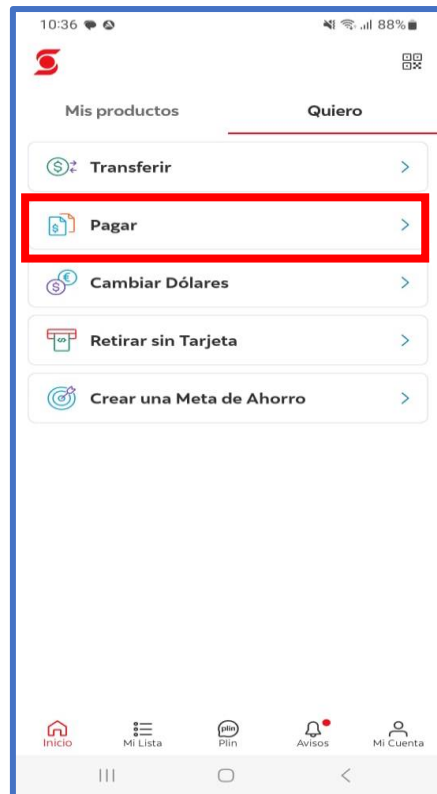 10:36 88%
Mis productos Quiero
Transferir
Pagar
Cambiar Dólares
Retirar sin Tarjeta
Crear una Meta de Ahorro
plin
Inicio Mi Lista Plin Avisos Mi Cuenta